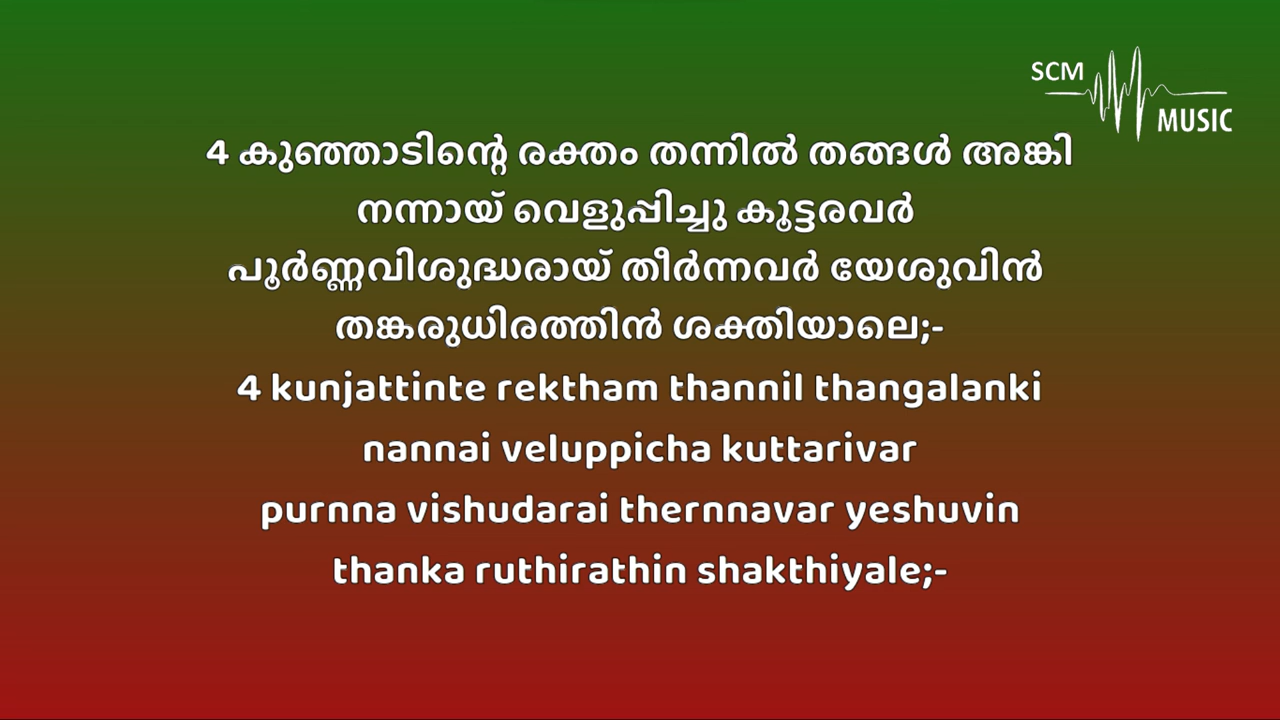 SCM
MUSIC
4 കുഞ്ഞാടിന്റെ രക്തം തന്നിൽ തങ്ങൾ അങ്കി
നന്നായ് വെളുപ്പിച്ചു കൂട്ടരവർ
പൂർണ്ണവിശുദ്ധരായ് തീർന്നവർ യേശുവിൻ
തങ്കരുധിരത്തിൻ ശക്തിയാലെ;-
4 kunjattinte rektham thannil thangalanki
nannai veluppicha kuttarivar
purnna vishudarai thernnavar yeshuvin
thanka ruthirathin shakthiyale;-